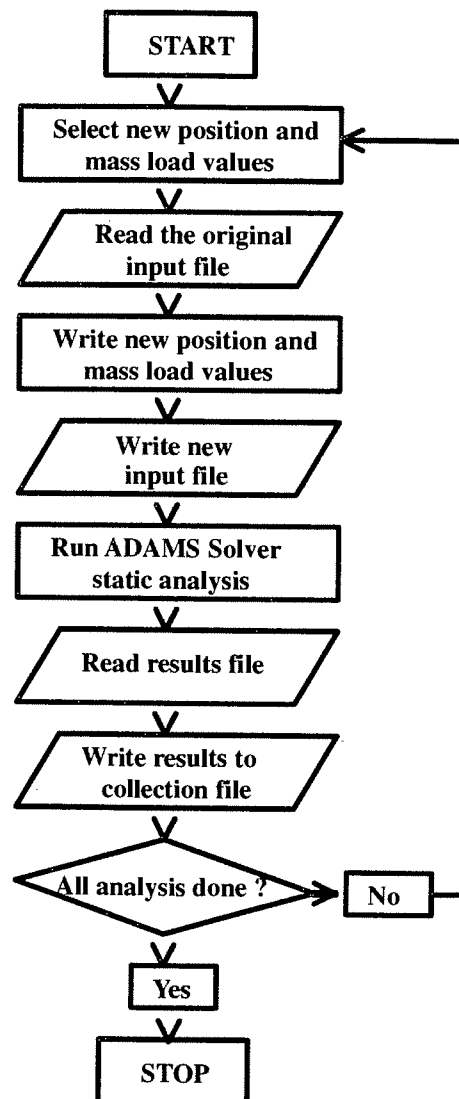 START
Select new position and
mass load values
Read the original
input file
Write new position and
mass load values
Write new
input file
Run ADAMS Solver
static analysis
Read results file
Write results to
collection file
All analysis done ?
No
Yes
STOP